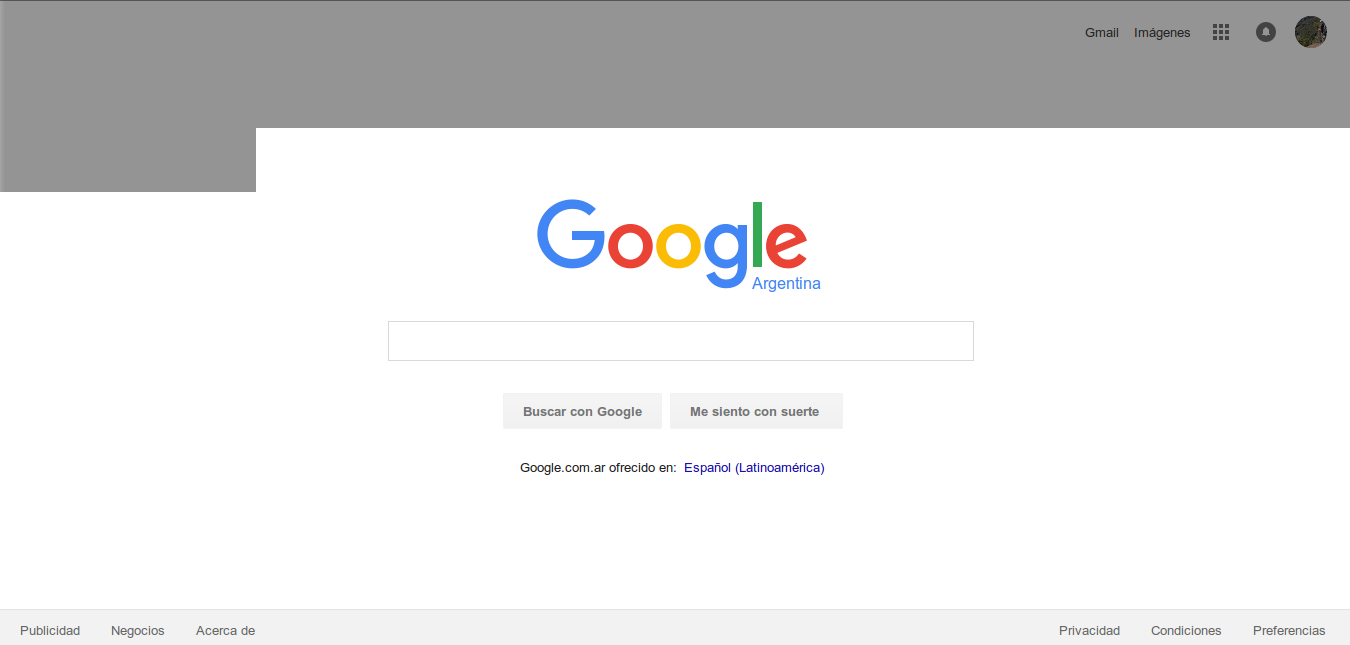 Gmail Imágenes
Google
Argentina
Buscar con Google Me siento con suerte
Google.com.ar ofrecido en: Español (Latinoamérica)
Publicidad Negocios Acerca de Privacidad Condiciones Preferencias